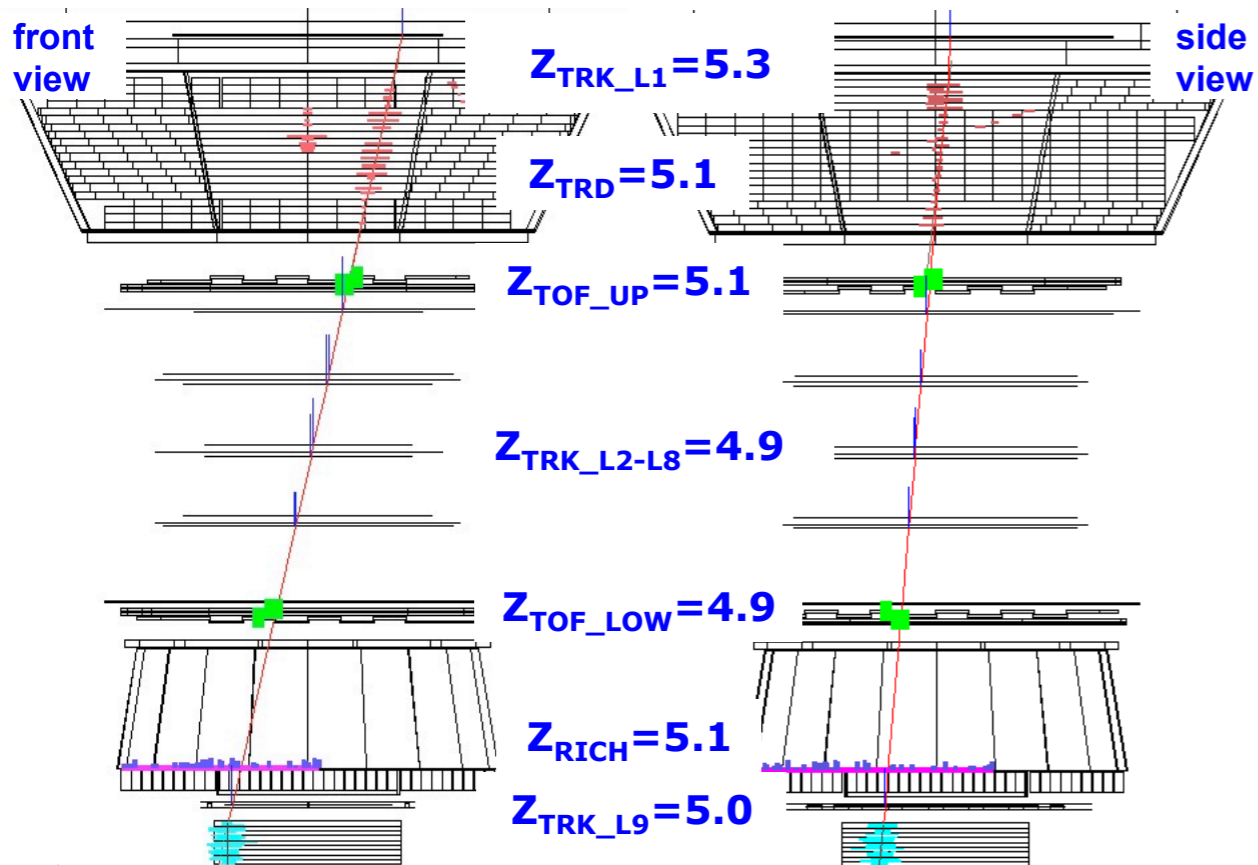 front
view
side
view
Z_TRK_L1=5.3
Z_TRD=5.1
Z_TOF_UP=5.1
Z_TRK_L2-L8=4.9
Z_TOF_LOW=4.9
Z_RICH=5.1
Z_TRK_L9=5.0